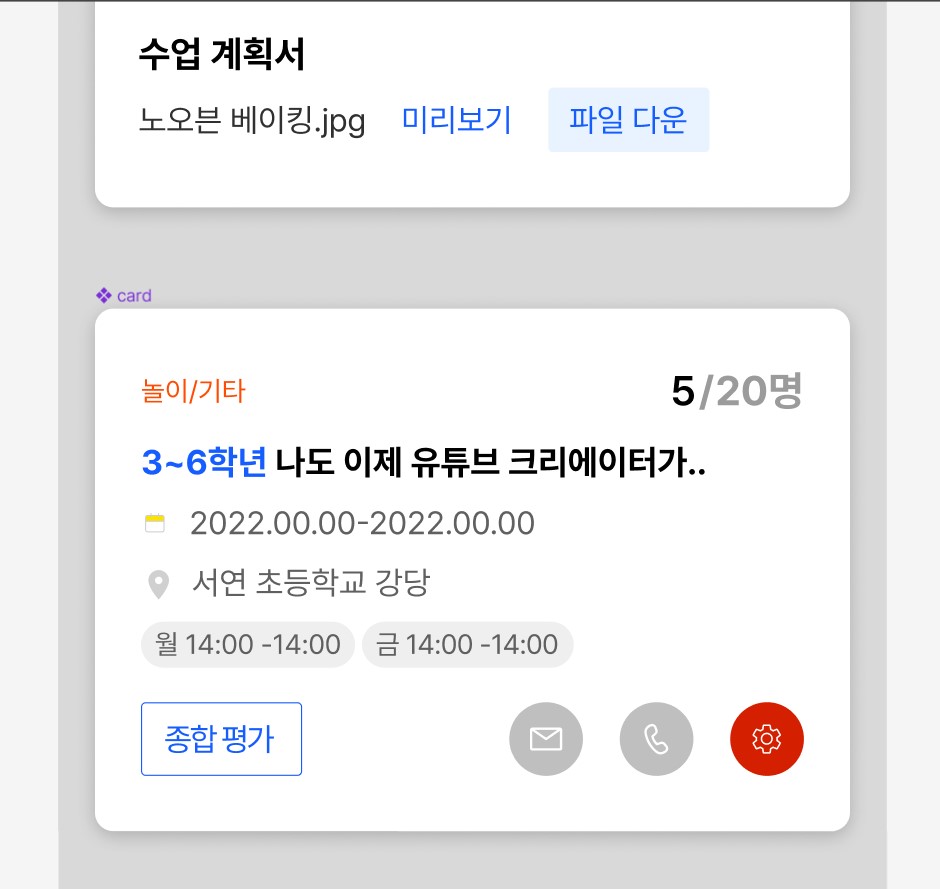 수업 계획서
노오븐 베이킹.jpg 미리보기 파일 다운
card
놀이/기타 5/20명
3~6학년 나도 이제 유튜브 크리에이터가..
2022.00.00-2022.00.00
서연 초등학교 강당
월 14:00 -14:00 금 14:00 -14:00
종합 평가